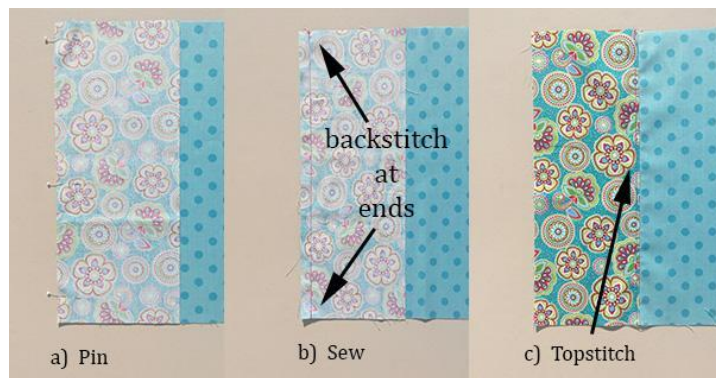 backstitch
at
ends
a) Pin
b) Sew
c) Topstitch